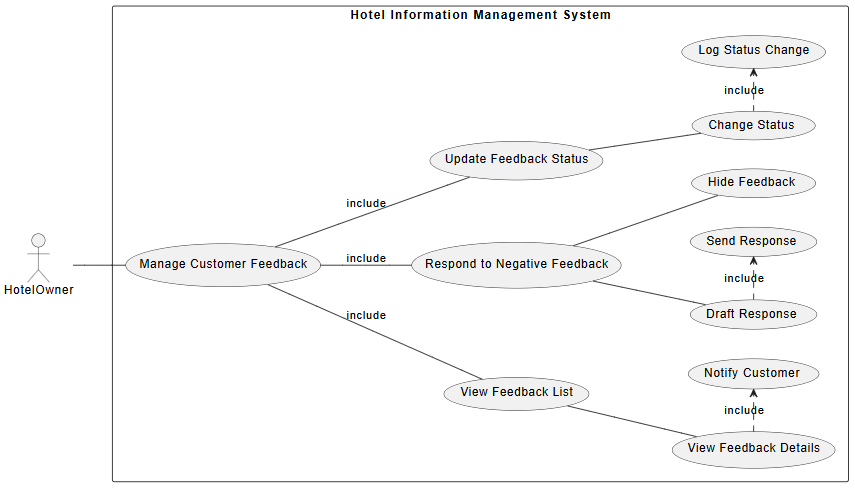 Hotel Information Management System
Log Status Change
include
Change Status
Update Feedback Status
Hide Feedback
include
Send Response
Manage Customer Feedback
include
Respond to Negative Feedback
include
HotelOwner
Draft Response
include
Notify Customer
View Feedback List
include
View Feedback Details